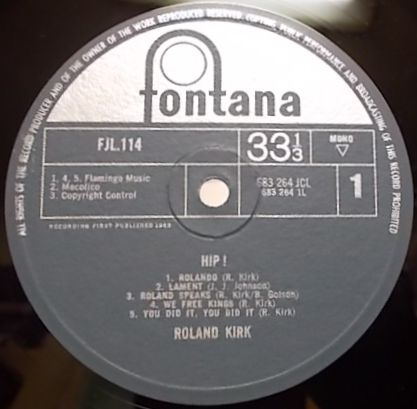 ALL RIGHTS OF THE RECORD PRODUCER AND OF THE OWNER OF THE WORK REPRODUCED RESERVED. COPYING, PUBLIC PERFORMANCE AND BROADCASTING OF THIS RECORD PROHIBITED
fontana
FJL.114
33 1/3
MONO
1. 4. 5. Flamingo Music
2. Mecolico
3. Copyright Control
683 264 JCL
683 264 1L
1
RECORDING FIRST PUBLISHED
HIP!
1. ROLANDO (R. Kirk)
2. LAMENT (J. J. Johnson)
3. ROLAND SPEAKS (R. Kirk/B. Golson)
4. WE FREE KINGS (R. Kirk)
5. YOU DID IT, YOU DID IT (R. Kirk)
ROLAND KIRK